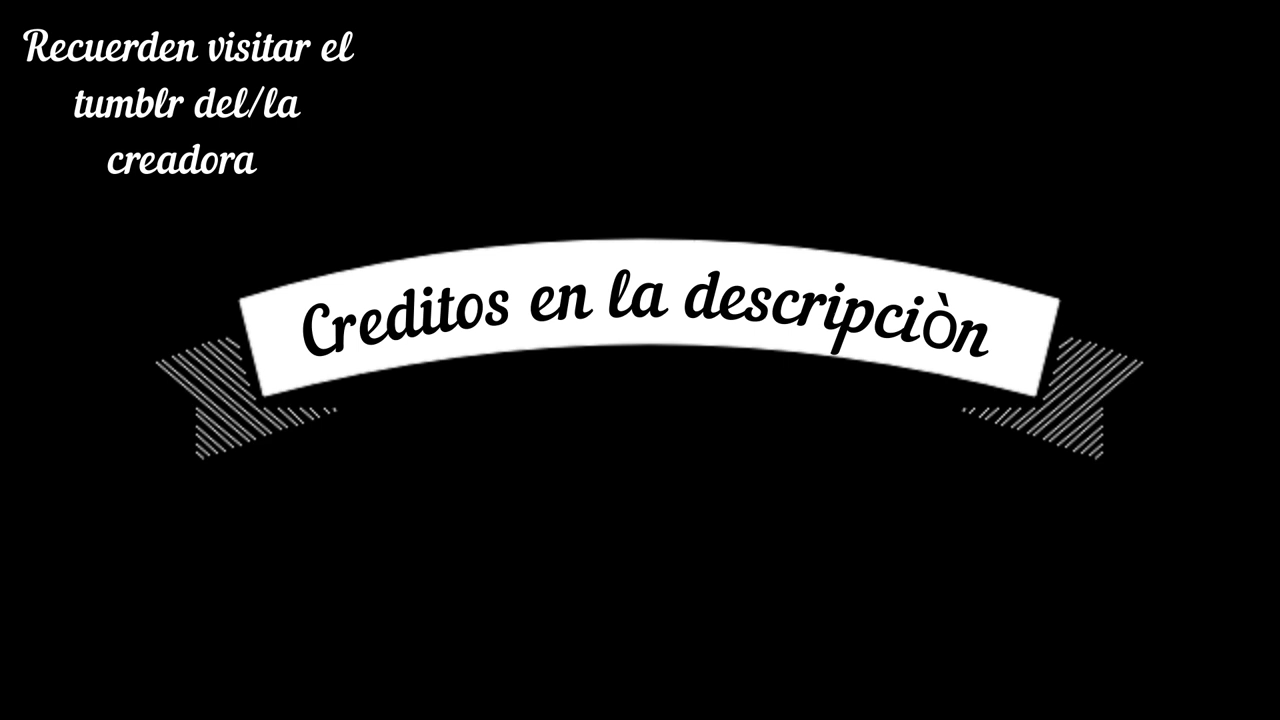 Recuerden visitar el
tumblr del/la
creadora
Creditos en la descripciòn